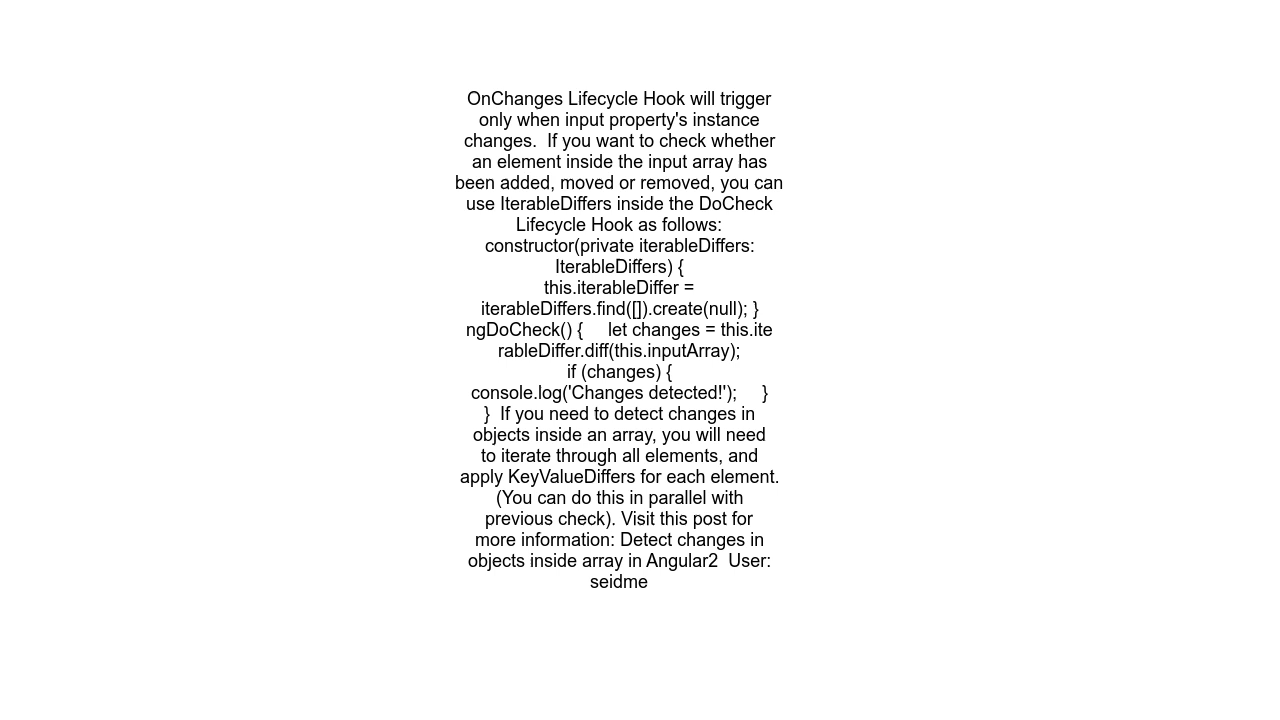 OnChanges Lifecycle Hook will trigger
only when input property's instance
changes.  If you want to check whether
an element inside the input array has
been added, moved or removed, you can
use IterableDiffers inside the DoCheck
Lifecycle Hook as follows:
constructor(private iterableDiffers:
IterableDiffers) {
this.iterableDiffer =
iterableDiffers.find([]).create(null); }
ngDoCheck() {     let changes = this.ite
rableDiffer.diff(this.inputArray);
if (changes) {
console.log('Changes detected!');     }
}  If you need to detect changes in
objects inside an array, you will need
to iterate through all elements, and
apply KeyValueDiffers for each element.
(You can do this in parallel with
previous check). Visit this post for
more information: Detect changes in
objects inside array in Angular2  User:
seidme